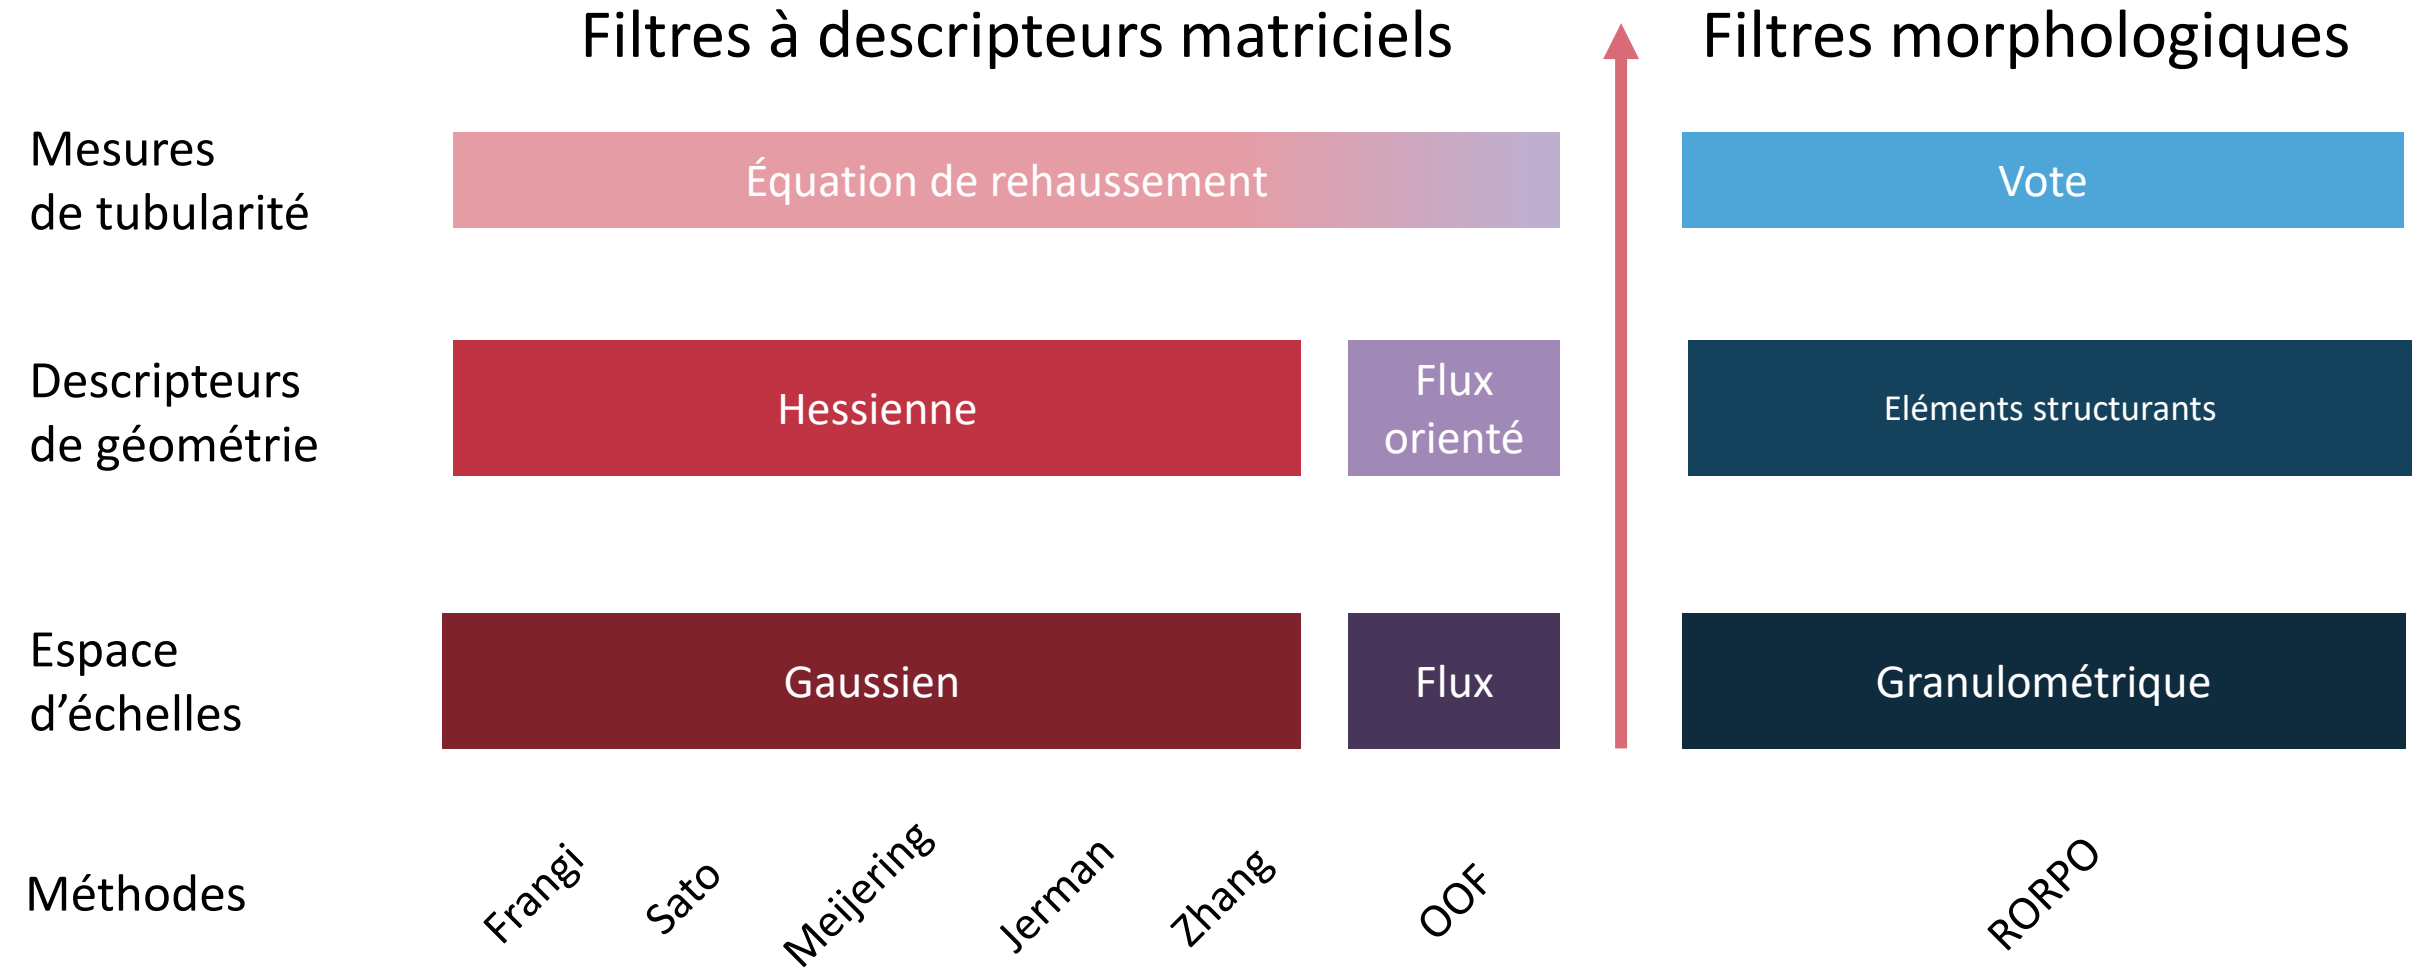 Filtres à descripteurs matriciels
Filtres morphologiques
Mesures
de tubularité
Équation de rehaussement
Vote
Descripteurs
de géométrie
Hessienne
Flux
orienté
Eléments structurants
Espace
d’échelles
Gaussien
Flux
Granulométrique
Méthodes
Frangi
Sato
Meijering
Jerman
Zhang
OOF
RORPO